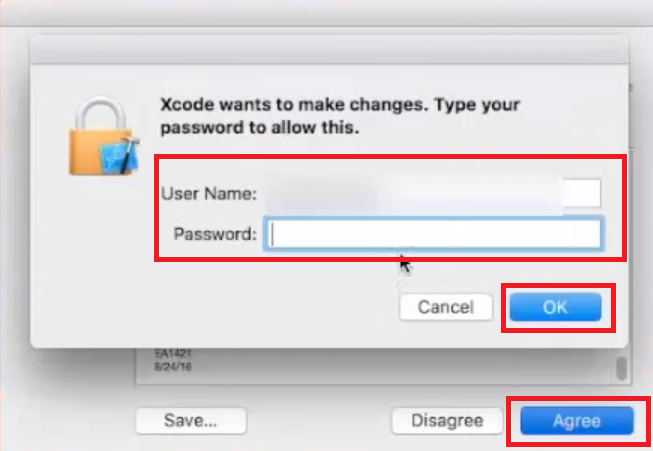 Xcode wants to make changes. Type your
password to allow this.
User Name:
Password:
Cancel
OK
EA1421
8/24/16
Save...
Disagree
Agree